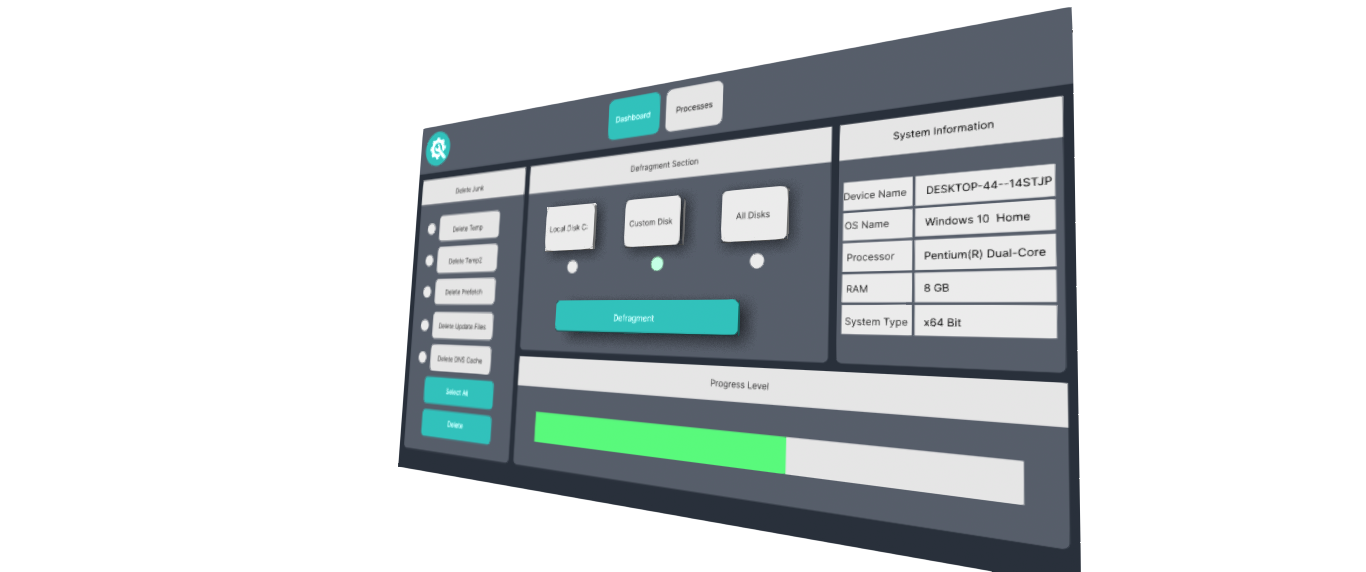 Dashboard
Processes
Delete Junk
Delete Temp
Delete Temp2
Delete Prefetch
Delete Update Files
Delete DNS Cache
Select All
Delete
Defragment Section
Local Disk C:
Custom Disk
All Disks
Defragment
System Information
Device Name DESKTOP-44--14STJP
OS Name Windows 10 Home
Processor Pentium(R) Dual-Core
RAM 8 GB
System Type x64 Bit
Progress Level